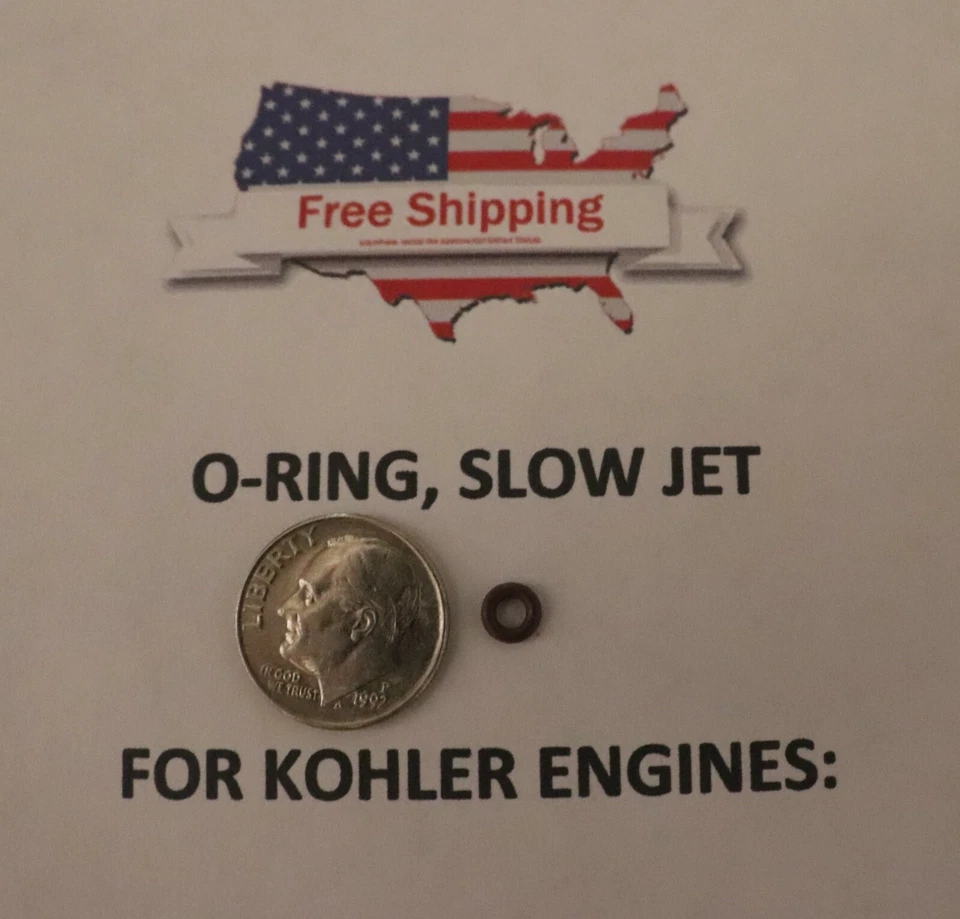 Free Shipping
O-RING, SLOW JET
LIBERTY
IN GOD
WE TRUST
P
FOR KOHLER ENGINES: